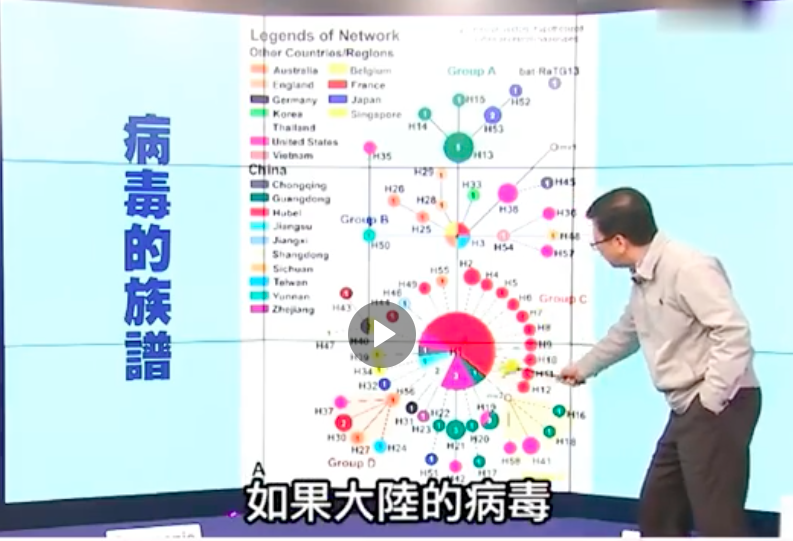 病毒的族譜
Legends of Network
Other Countries/Regions
Australia
Belgium
England
France
Germany
Japan
Korea
Singapore
Thailand
United States
Vietnam
China
Chongqing
Guangdong
Hubei
Jiangsu
Jiangxi
Shangdong
Sichuan
Taiwan
Yunnan
Zhejiang
Group A
bat RaTG13
H15
H52
H14
H53
H13
H35
H29
H33
H45
H26
H28
H38
H25
H36
Group B
H3
H54
H50
H57
H2
H55
H4
H49
H5
H46
H6
Group C
H43
H7
H8
H47
H40
H9
H1
H39
H10
H34
H12
H32
H56
H37
H31
H22
H19
H16
H30
H23
H18
H27
H24
H21
H20
H58
H41
Group D
H51
H42
H17
A
如果大陸的病毒